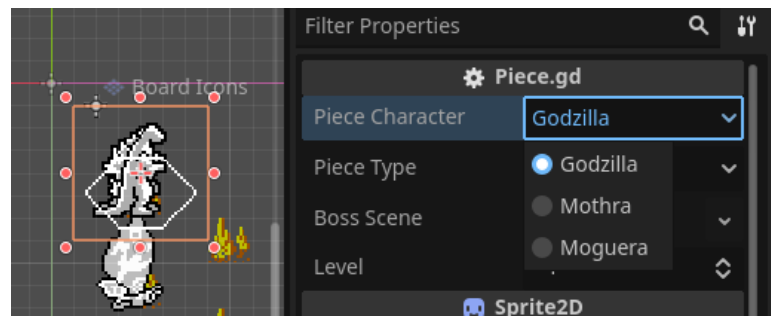 Filter Properties
Board Icons
Piece.gd
Piece Character
Godzilla
Piece Type
Godzilla
Mothra
Boss Scene
Moguera
Level
Sprite2D